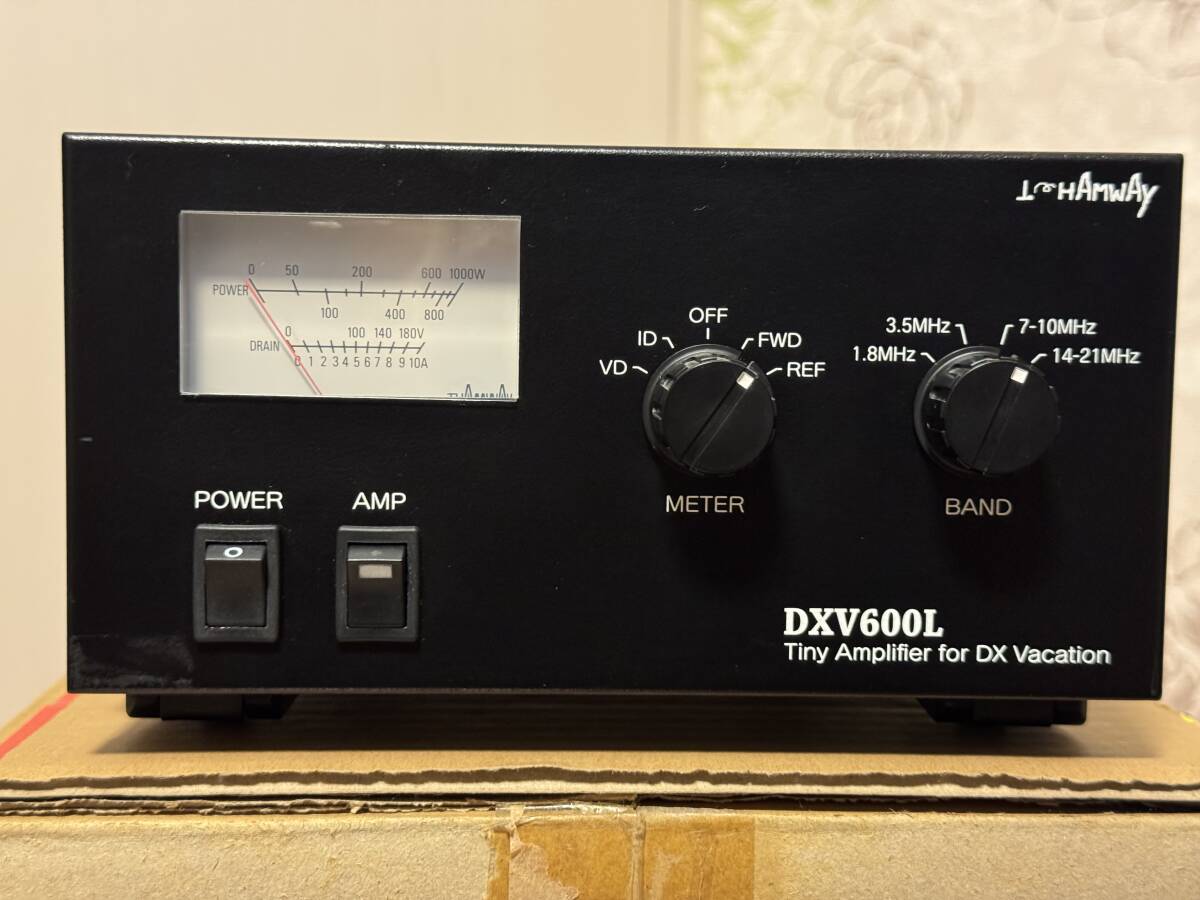 HAMWAY
0 50 200 600 1000W
POWER
100 400 800
0 100 140 180V
DRAIN
0 1 2 3 4 5 6 7 8 9 10A
HAMWAY
OFF
ID FWD
VD REF
METER
3.5MHz 7-10MHz
1.8MHz 14-21MHz
BAND
POWER AMP
O
DXV600L
Tiny Amplifier for DX Vacation